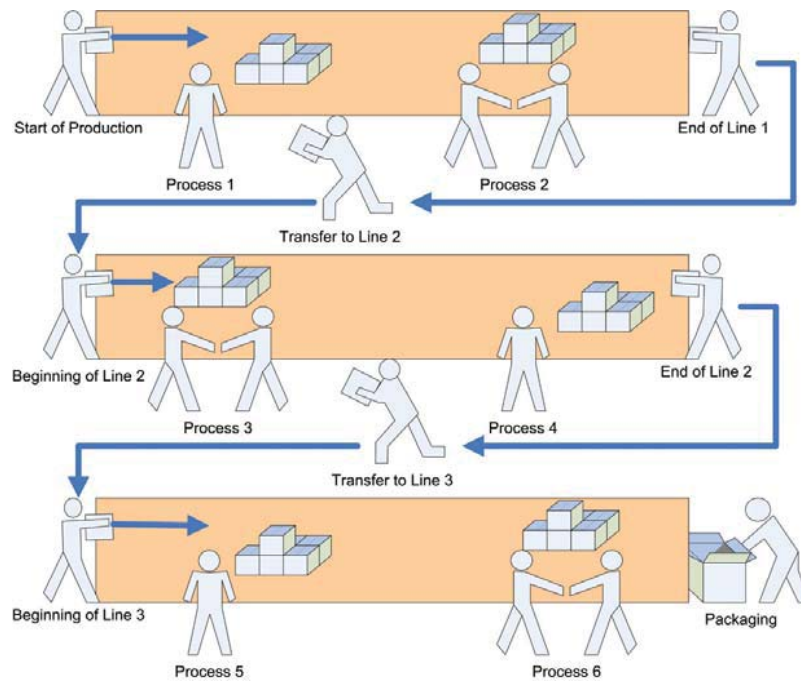 Start of Production
End of Line 1
Process 1
Process 2
Transfer to Line 2
Beginning of Line 2
End of Line 2
Process 3
Process 4
Transfer to Line 3
Beginning of Line 3
Packaging
Process 5
Process 6